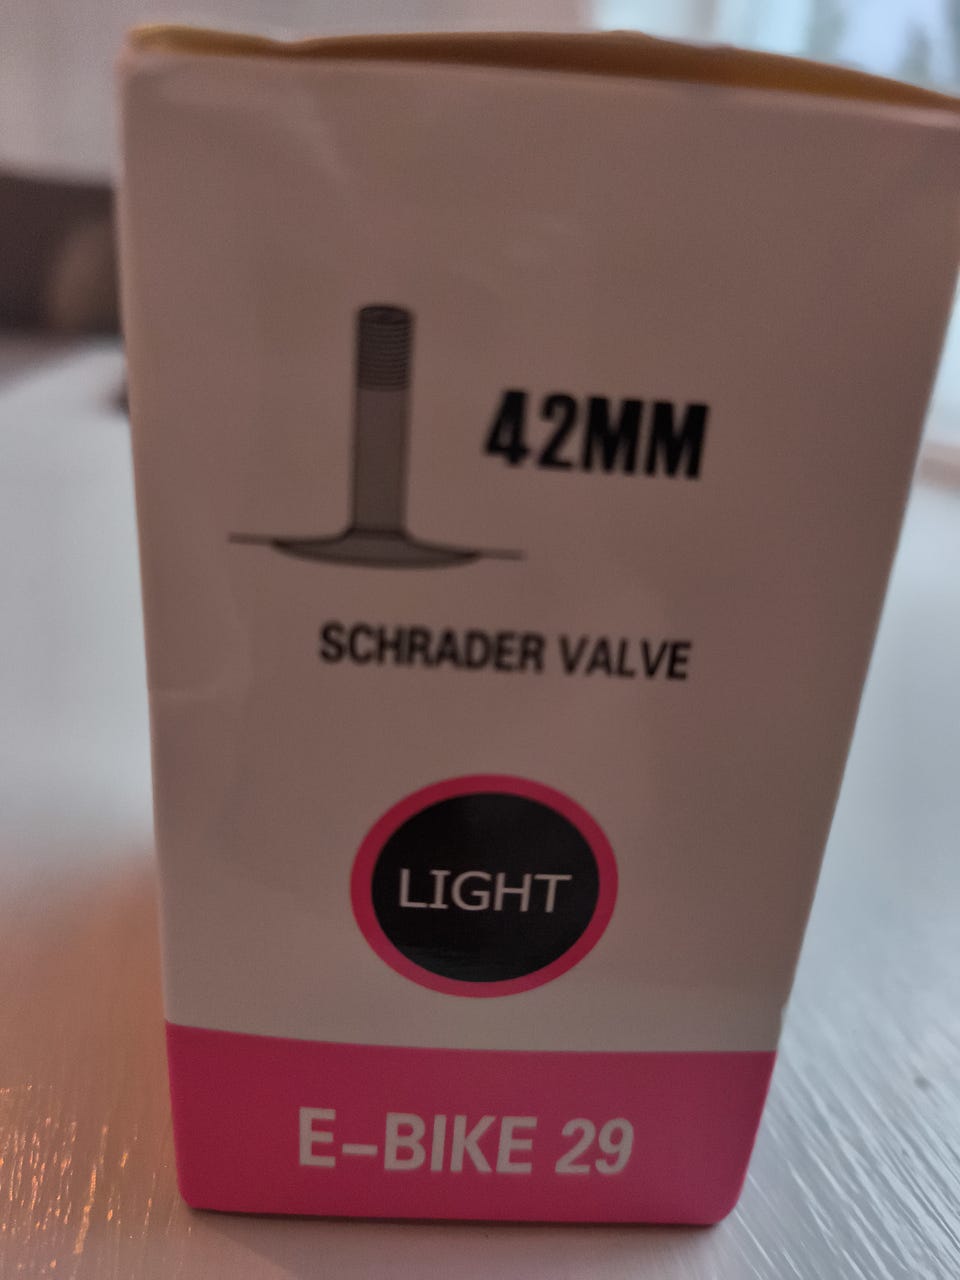 42MM
SCHRADER VALVE
LIGHT
E-BIKE 29